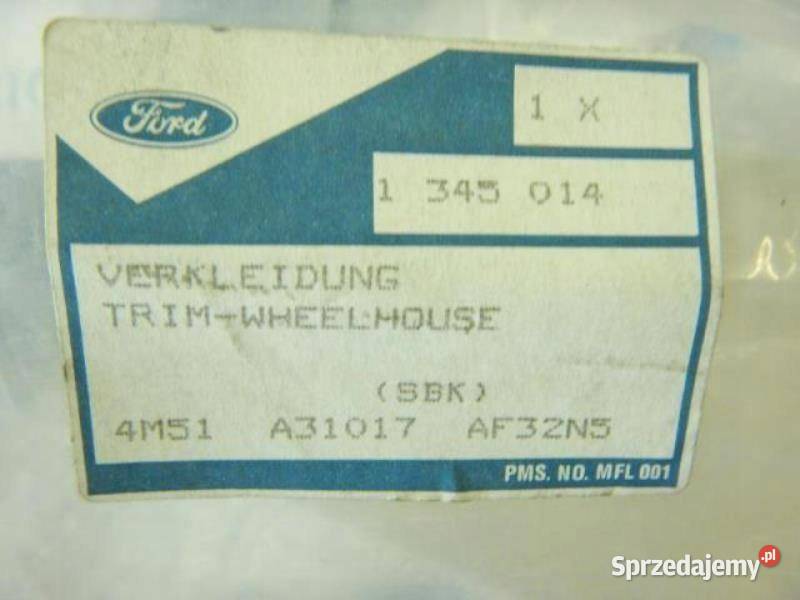 Ford
1 X
1 345 014
VERKLEIDUNG
TRIM-WHEELHOUSE
(SBK)
4M51 A31017 AF32N5
PMS. NO. MFL 001
Sprzedajemy.pl